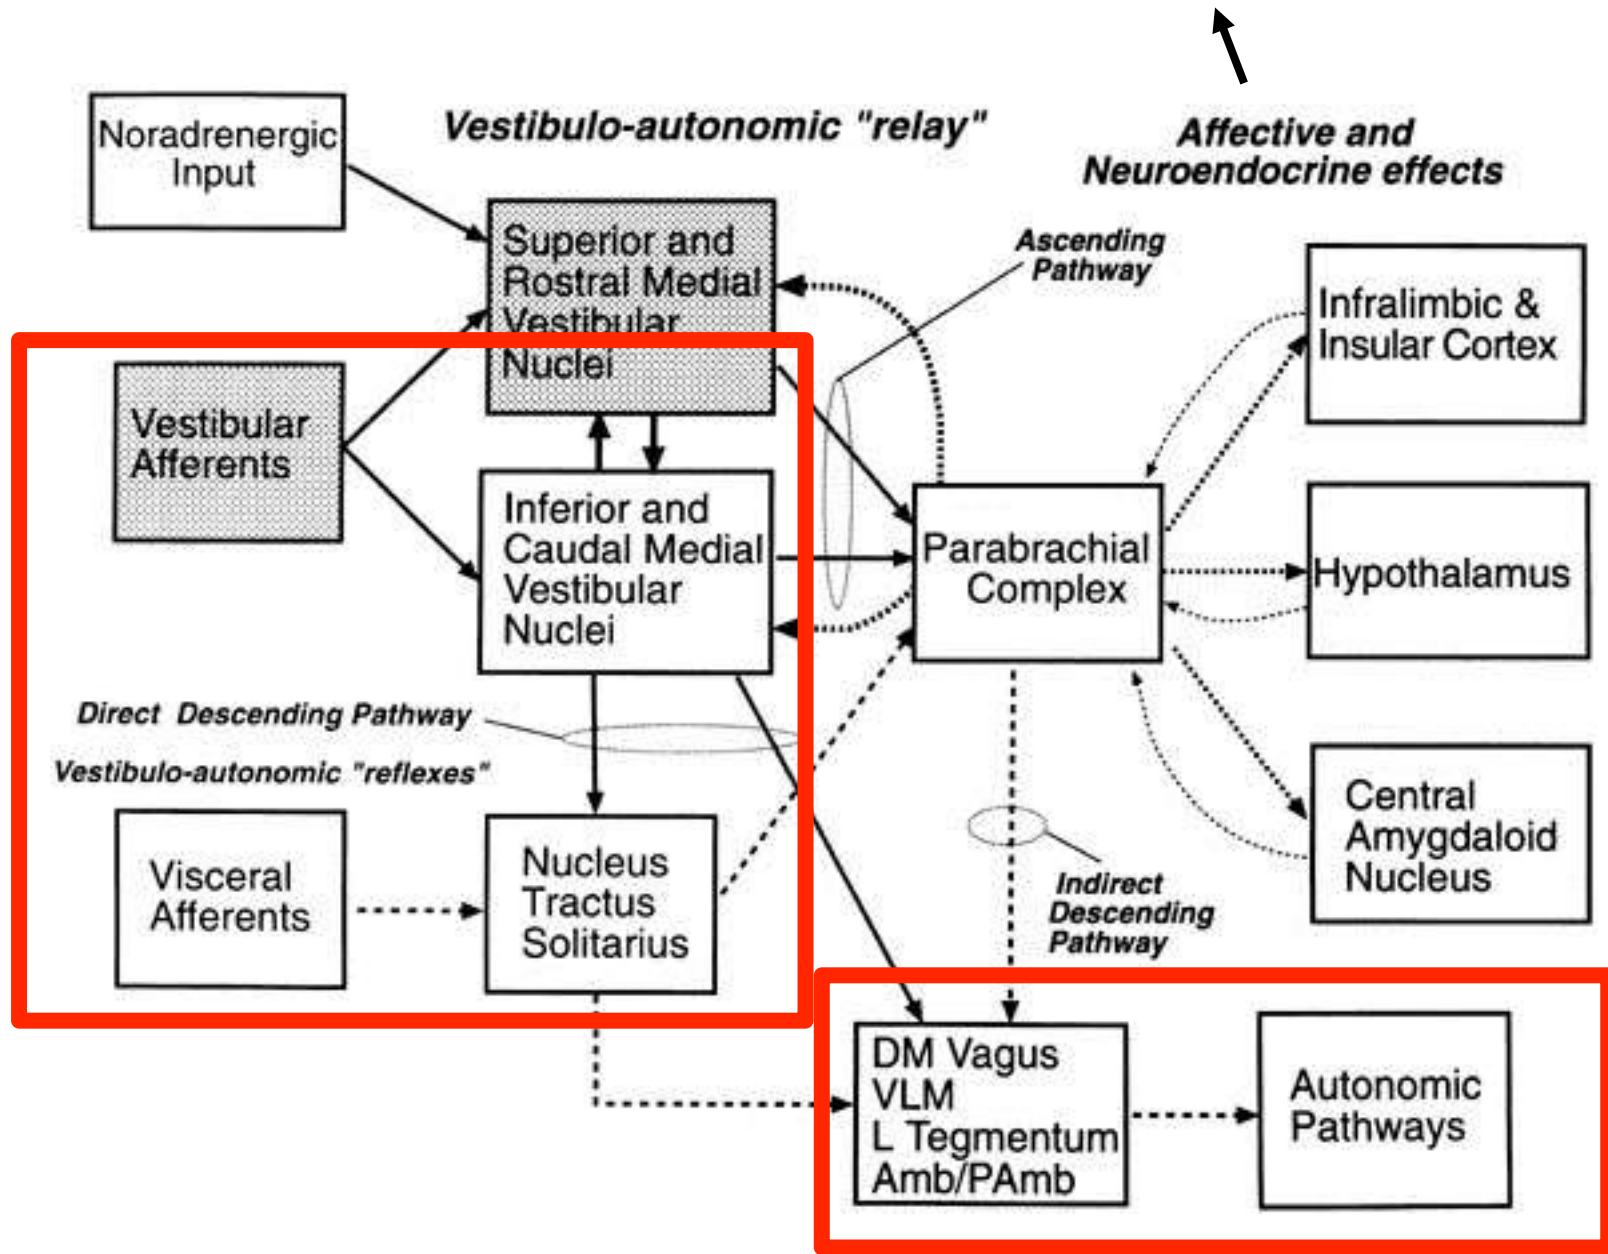 Noradrenergic
Input
Vestibulo-autonomic "relay"
Affective and
Neuroendocrine effects
Superior and
Rostral Medial
Vestibular
Nuclei
Ascending
Pathway
Infralimbic &
Insular Cortex
Vestibular
Afferents
Inferior and
Caudal Medial
Vestibular
Nuclei
Parabrachial
Complex
Hypothalamus
Direct Descending Pathway
Vestibulo-autonomic "reflexes"
Visceral
Afferents
Nucleus
Tractus
Solitarius
Indirect
Descending
Pathway
Central
Amygdaloid
Nucleus
DM Vagus
VLM
L Tegmentum
Amb/PAmb
Autonomic
Pathways